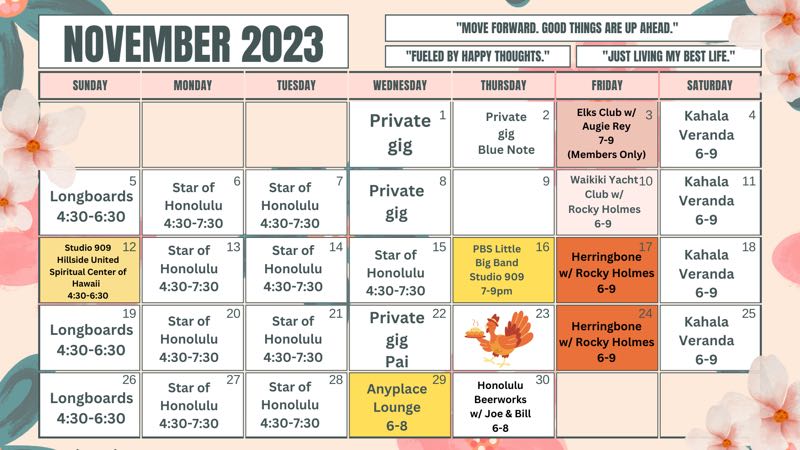 NOVEMBER 2023
"MOVE FORWARD. GOOD THINGS ARE UP AHEAD."
"FUELED BY HAPPY THOUGHTS."
"JUST LIVING MY BEST LIFE."
SUNDAY
MONDAY
TUESDAY
WEDNESDAY
THURSDAY
FRIDAY
SATURDAY
1
Private
gig
2
Private
gig
Blue Note
3
Elks Club w/
Augie Rey
7-9
(Members Only)
4
Kahala
Veranda
6-9
5
Longboards
4:30-6:30
6
Star of
Honolulu
4:30-7:30
7
Star of
Honolulu
4:30-7:30
8
Private
gig
9
10
Waikiki Yacht
Club w/
Rocky Holmes
6-9
11
Kahala
Veranda
6-9
12
Studio 909
Hillside United
Spiritual Center of
Hawaii
4:30-6:30
13
Star of
Honolulu
4:30-7:30
14
Star of
Honolulu
4:30-7:30
15
Star of
Honolulu
4:30-7:30
16
PBS Little
Big Band
Studio 909
7-9pm
17
Herringbone
w/ Rocky Holmes
6-9
18
Kahala
Veranda
6-9
19
Longboards
4:30-6:30
20
Star of
Honolulu
4:30-7:30
21
Star of
Honolulu
4:30-7:30
22
Private
gig
Pai
23
24
Herringbone
w/ Rocky Holmes
6-9
25
Kahala
Veranda
6-9
26
Longboards
4:30-6:30
27
Star of
Honolulu
4:30-7:30
28
Star of
Honolulu
4:30-7:30
29
Anyplace
Lounge
6-8
30
Honolulu
Beerworks
w/ Joe & Bill
6-8